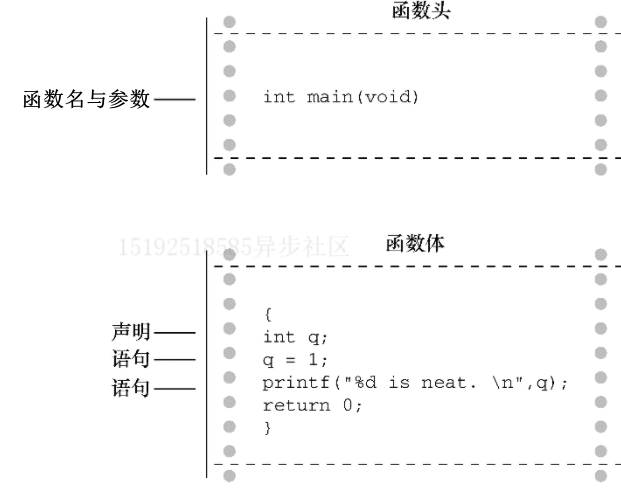 函数头
函数名与参数
int main(void)
15192518585异步社区
函数体
{
声明
int q;
语句
q = 1;
语句
printf("%d is neat. \n",q);
return 0;
}